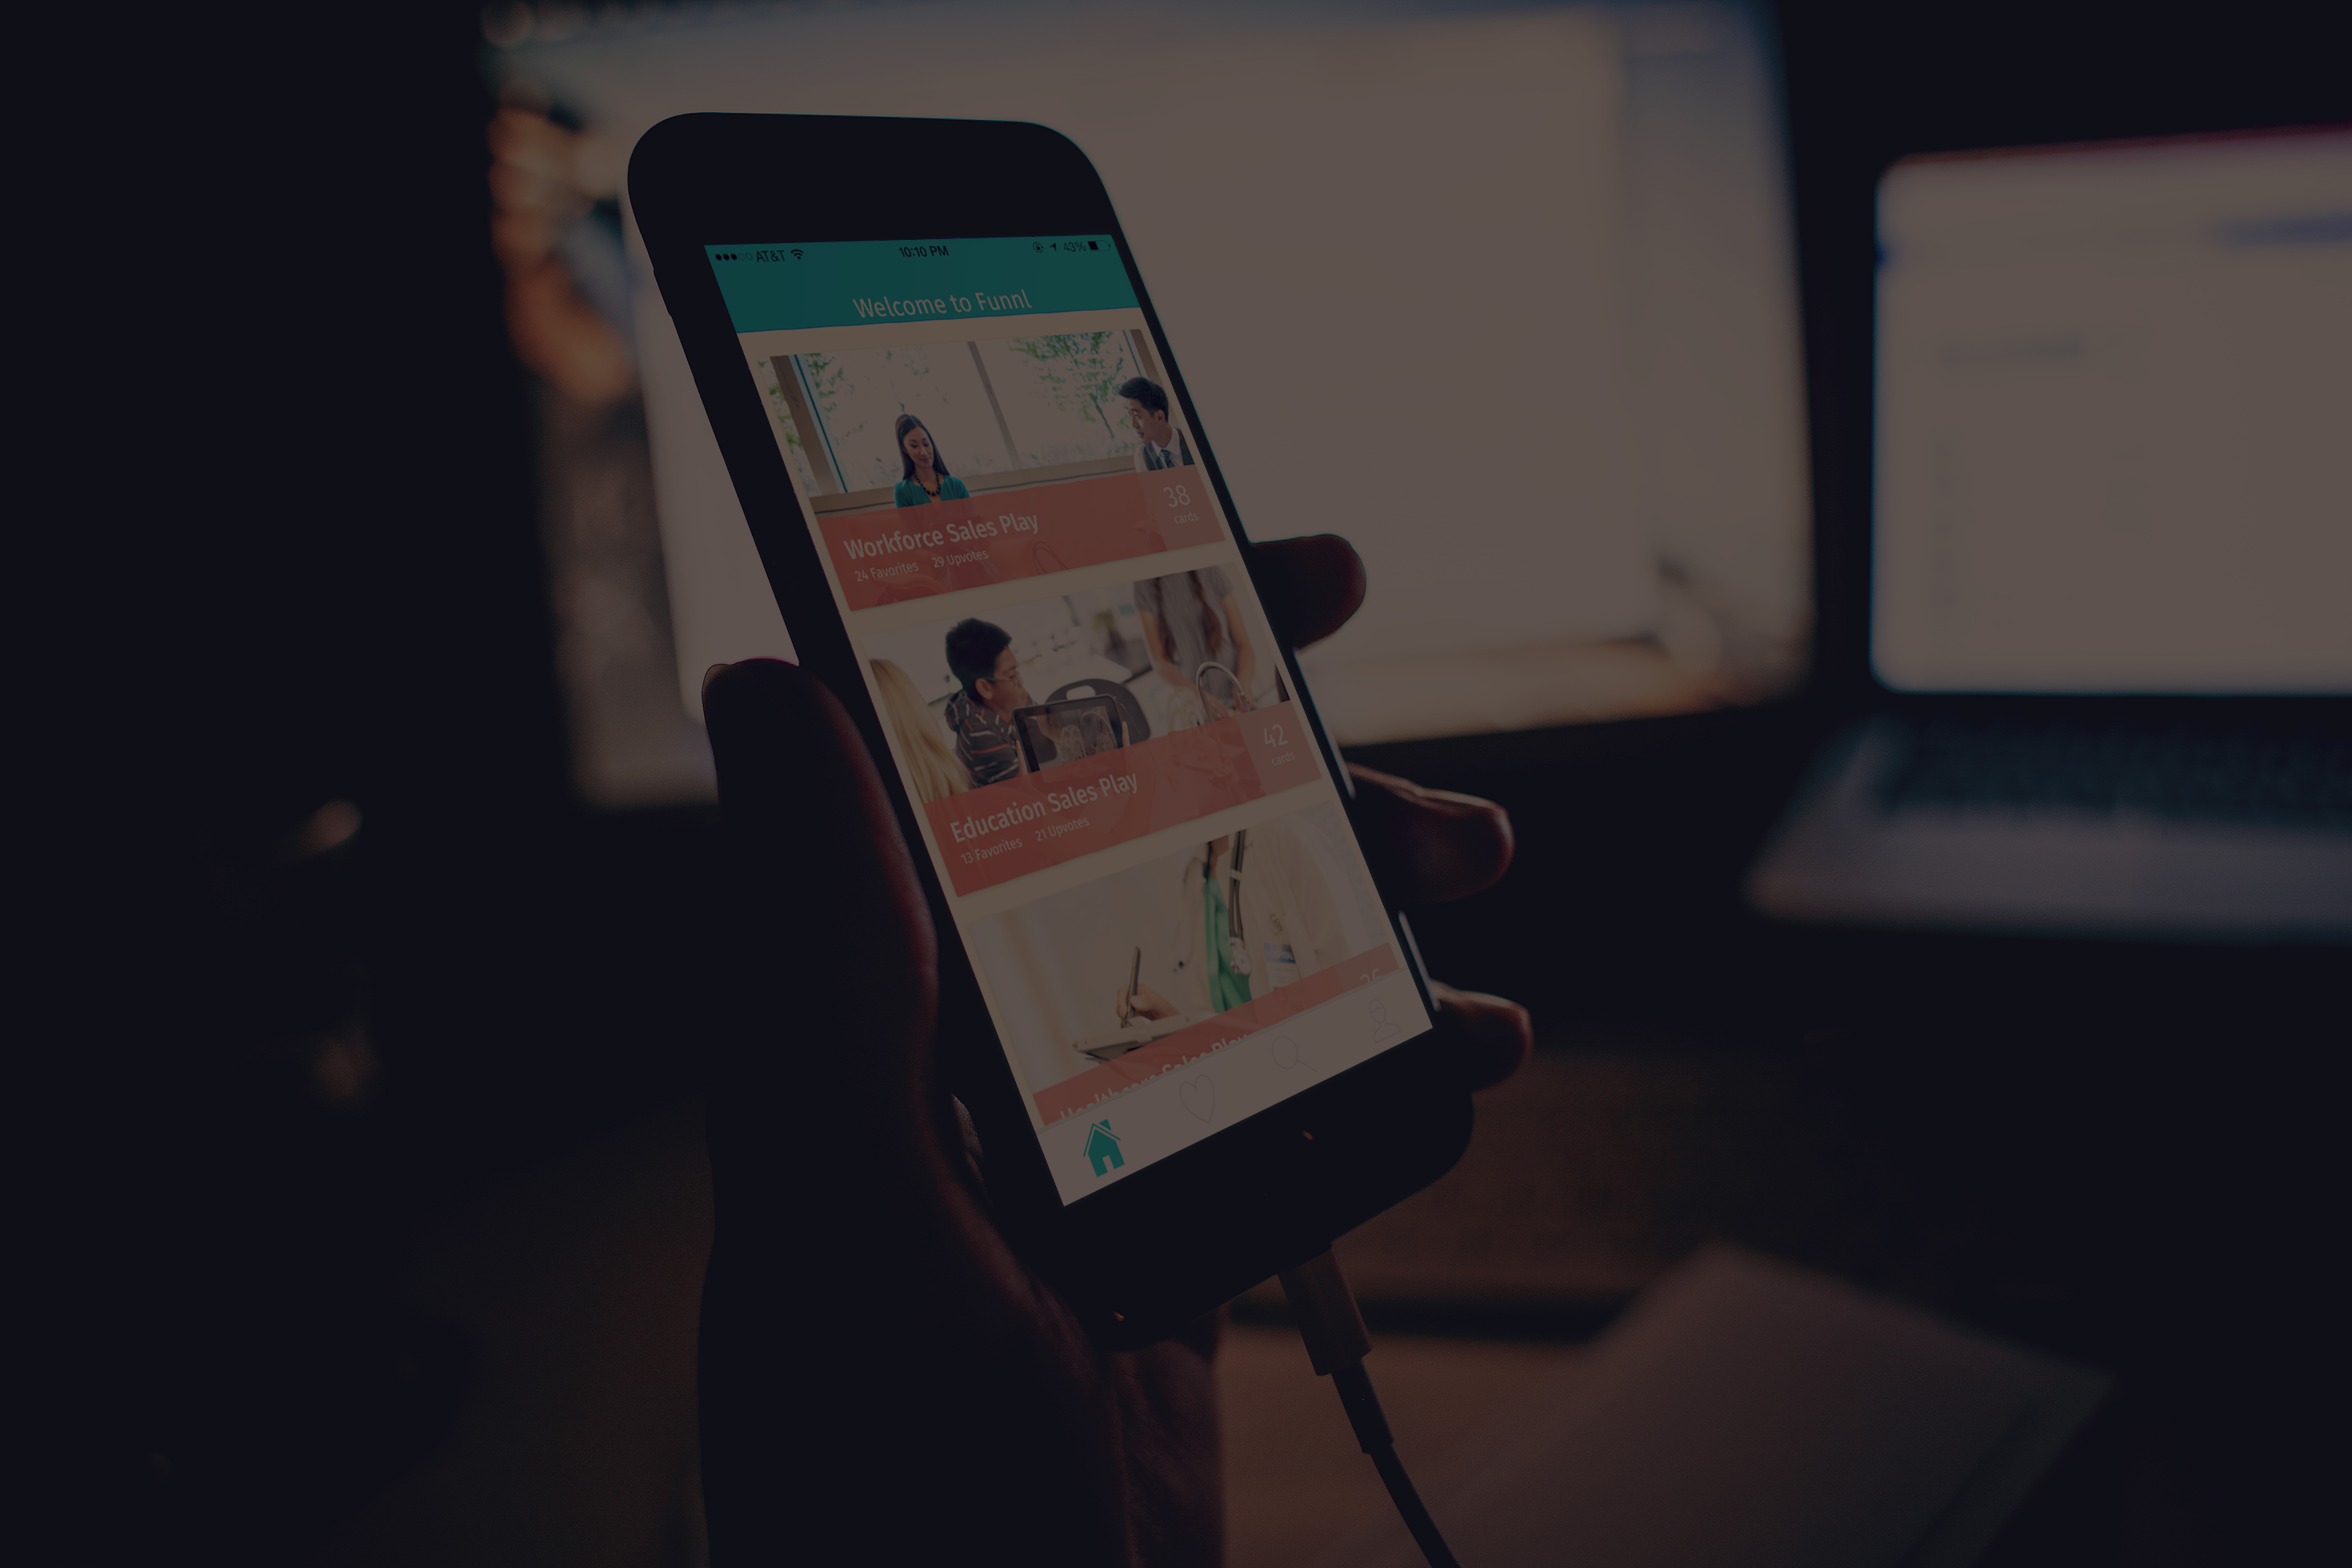 AT&T 10:10 PM 43%
Welcome to Funnl
38
cards
Workforce Sales Play
24 Favorites 29 Upvotes
42
cards
Education Sales Play
13 Favorites 21 Upvotes
Healthcare Sales Play